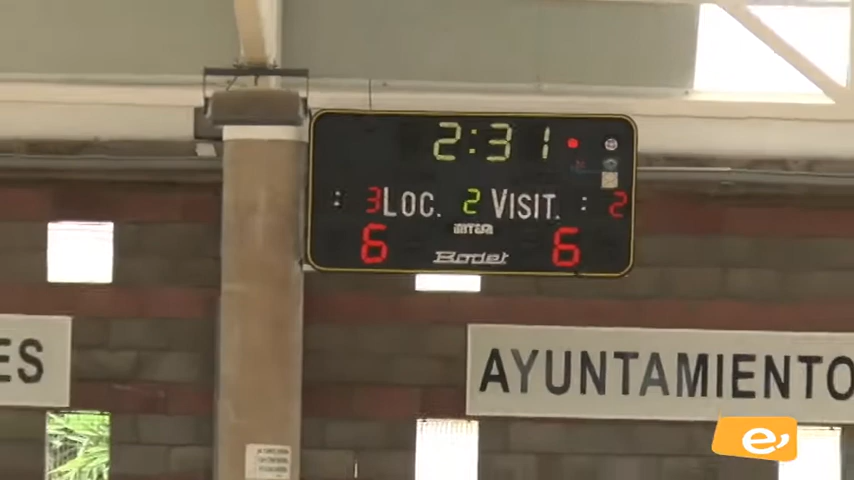 2:31
:3 LOC. 2 VISIT. :2
6 Bodet 6
ES
AYUNTAMIENTO
e